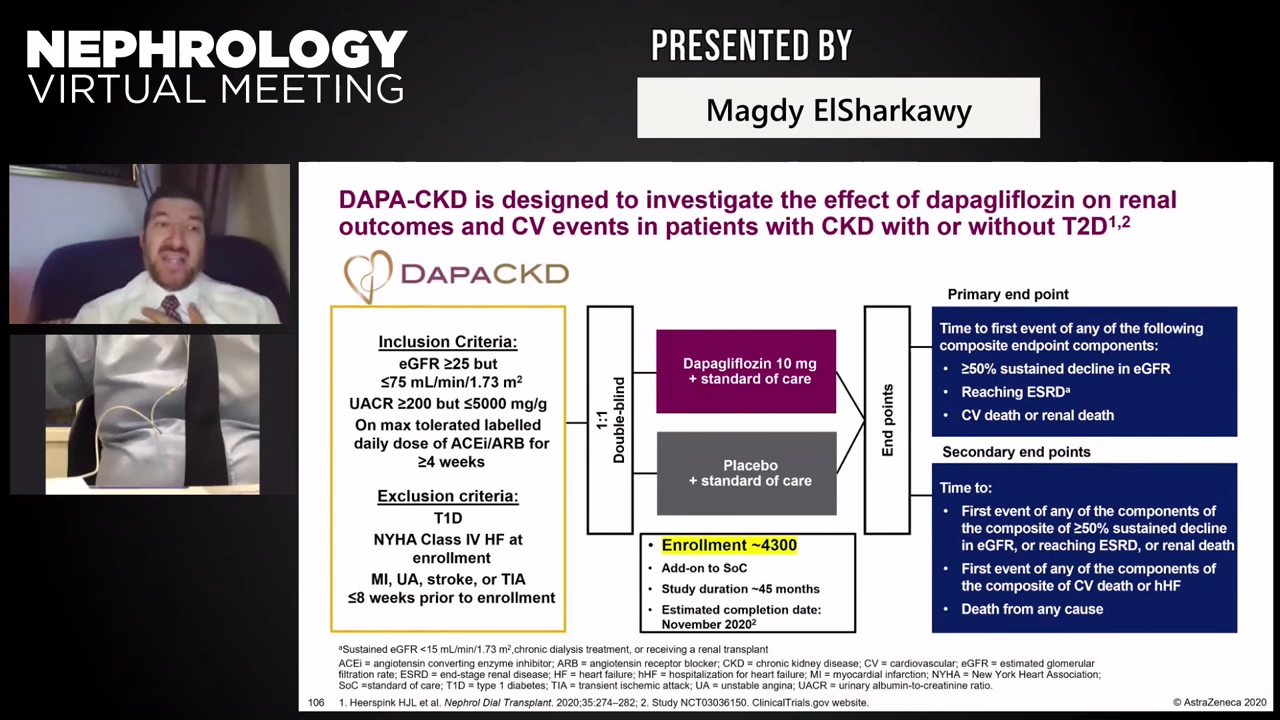 NEPHROLOGY
VIRTUAL MEETING
PRESENTED BY
Magdy ElSharkawy
DAPA-CKD is designed to investigate the effect of dapagliflozin on renal
outcomes and CV events in patients with CKD with or without T2D1,2
DAPACKD
Inclusion Criteria:
eGFR ≥25 but
≤75 mL/min/1.73 m2
UACR ≥200 but ≤5000 mg/g
On max tolerated labelled
daily dose of ACEi/ARB for
≥4 weeks
Exclusion criteria:
T1D
NYHA Class IV HF at
enrollment
MI, UA, stroke, or TIA
≤8 weeks prior to enrollment
1:1
Double-blind
Dapagliflozin 10 mg
+ standard of care
Placebo
+ standard of care
• Enrollment ~4300
• Add-on to SoC
• Study duration ~45 months
• Estimated completion date:
November 20202
End points
Primary end point
Time to first event of any of the following
composite endpoint components:
• ≥50% sustained decline in eGFR
• Reaching ESRDa
• CV death or renal death
Secondary end points
Time to:
• First event of any of the components of
the composite of ≥50% sustained decline
in eGFR, or reaching ESRD, or renal death
• First event of any of the components of
the composite of CV death or hHF
• Death from any cause
aSustained eGFR <15 mL/min/1.73 m2,chronic dialysis treatment, or receiving a renal transplant
ACEi = angiotensin converting enzyme inhibitor; ARB = angiotensin receptor blocker; CKD = chronic kidney disease; CV = cardiovascular; eGFR = estimated glomerular
filtration rate; ESRD = end-stage renal disease; HF = heart failure; hHF = hospitalization for heart failure; MI = myocardial infarction; NYHA = New York Heart Association;
SoC =standard of care; T1D = type 1 diabetes; TIA = transient ischemic attack; UA = unstable angina; UACR = urinary albumin-to-creatinine ratio.
106 1. Heerspink HJL et al. Nephrol Dial Transplant. 2020;35:274–282; 2. Study NCT03036150. ClinicalTrials.gov website.
© AstraZeneca 2020